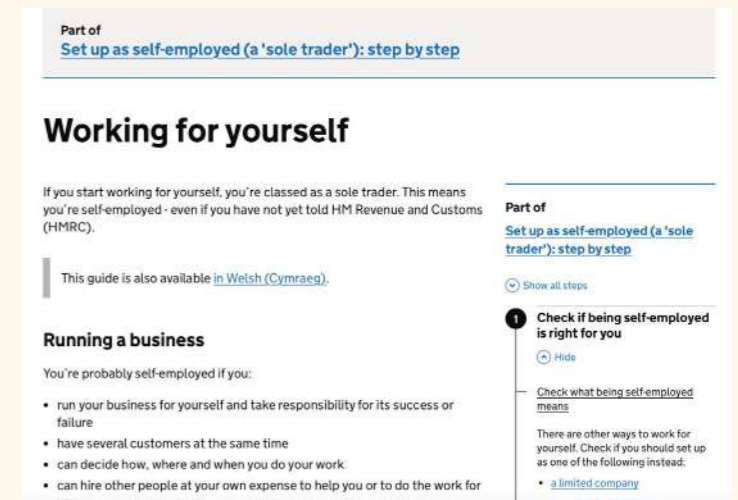 Part of
Set up as self-employed (a 'sole trader'): step by step
Working for yourself
If you start working for yourself, you're classed as a sole trader. This means
you're self-employed - even if you have not yet told HM Revenue and Customs
(HMRC).
This guide is also available in Welsh (Cymraeg).
Running a business
You're probably self-employed if you:
• run your business for yourself and take responsibility for its success or
failure
• have several customers at the same time
• can decide how, where and when you do your work
• can hire other people at your own expense to help you or to do the work for
Part of
Set up as self-employed (a 'sole
trader'): step by step
Show all steps
1 Check if being self-employed
is right for you
Hide
Check what being self-employed
means
There are other ways to work for
yourself. Check if you should set up
as one of the following instead:
• a limited company